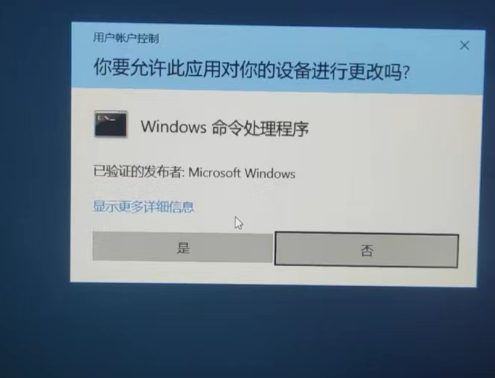 用户帐户控制
你要允许此应用对你的设备进行更改吗?
Windows 命令处理程序
已验证的发布者: Microsoft Windows
显示更多详细信息
是
否